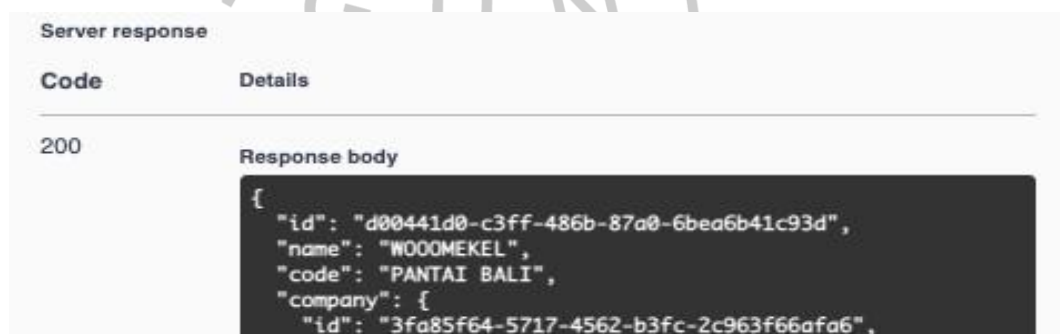 Server response
Code Details
200
Response body
{
"id": "d00441d0-c3ff-486b-87a0-6bea6b41c93d",
"name": "WOOOMEKEL",
"code": "PANTAI BALI",
"company": {
"id": "3fa85f64-5717-4562-b3fc-2c963f66afa6",